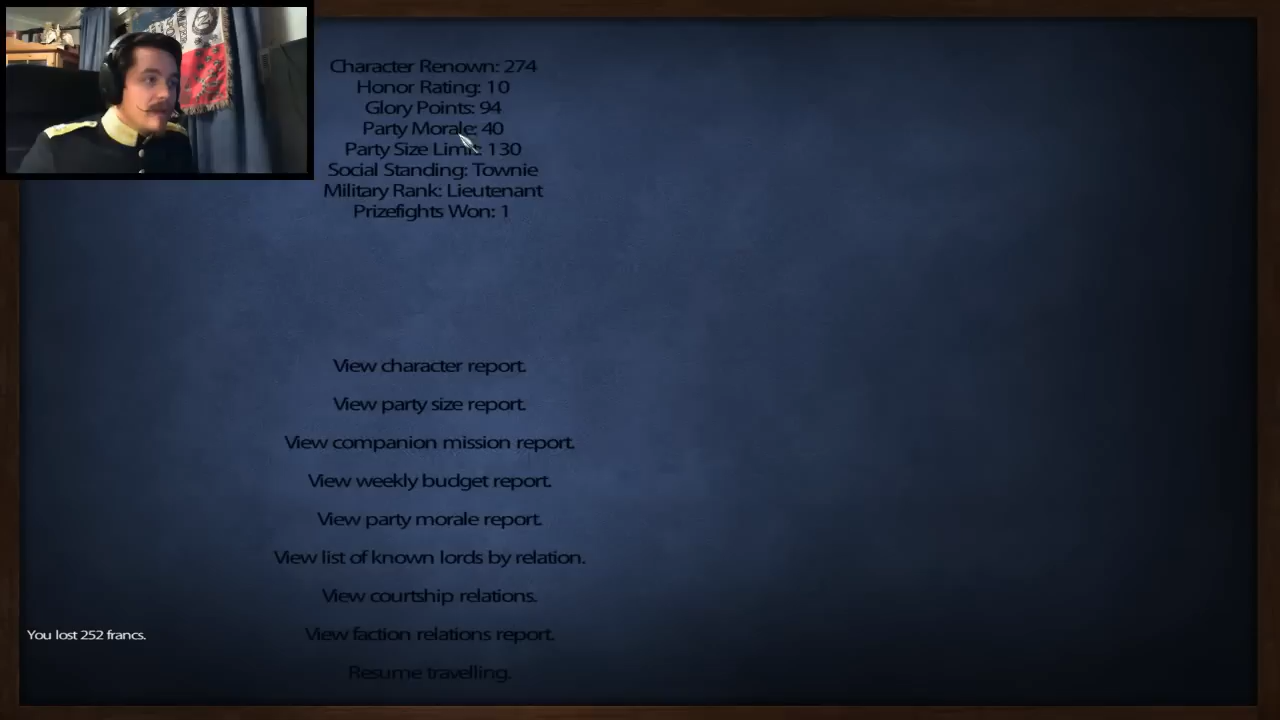 Character Renown: 274
Honor Rating: 10
Glory Points: 94
Party Morale: 40
Party Size Limit: 130
Social Standing: Townie
Military Rank: Lieutenant
Prizefights Won: 1
View character report.
View party size report.
View companion mission report.
View weekly budget report.
View party morale report.
View list of known lords by relation.
View courtship relations.
View faction relations report.
You lost 252 francs.
Resume travelling.